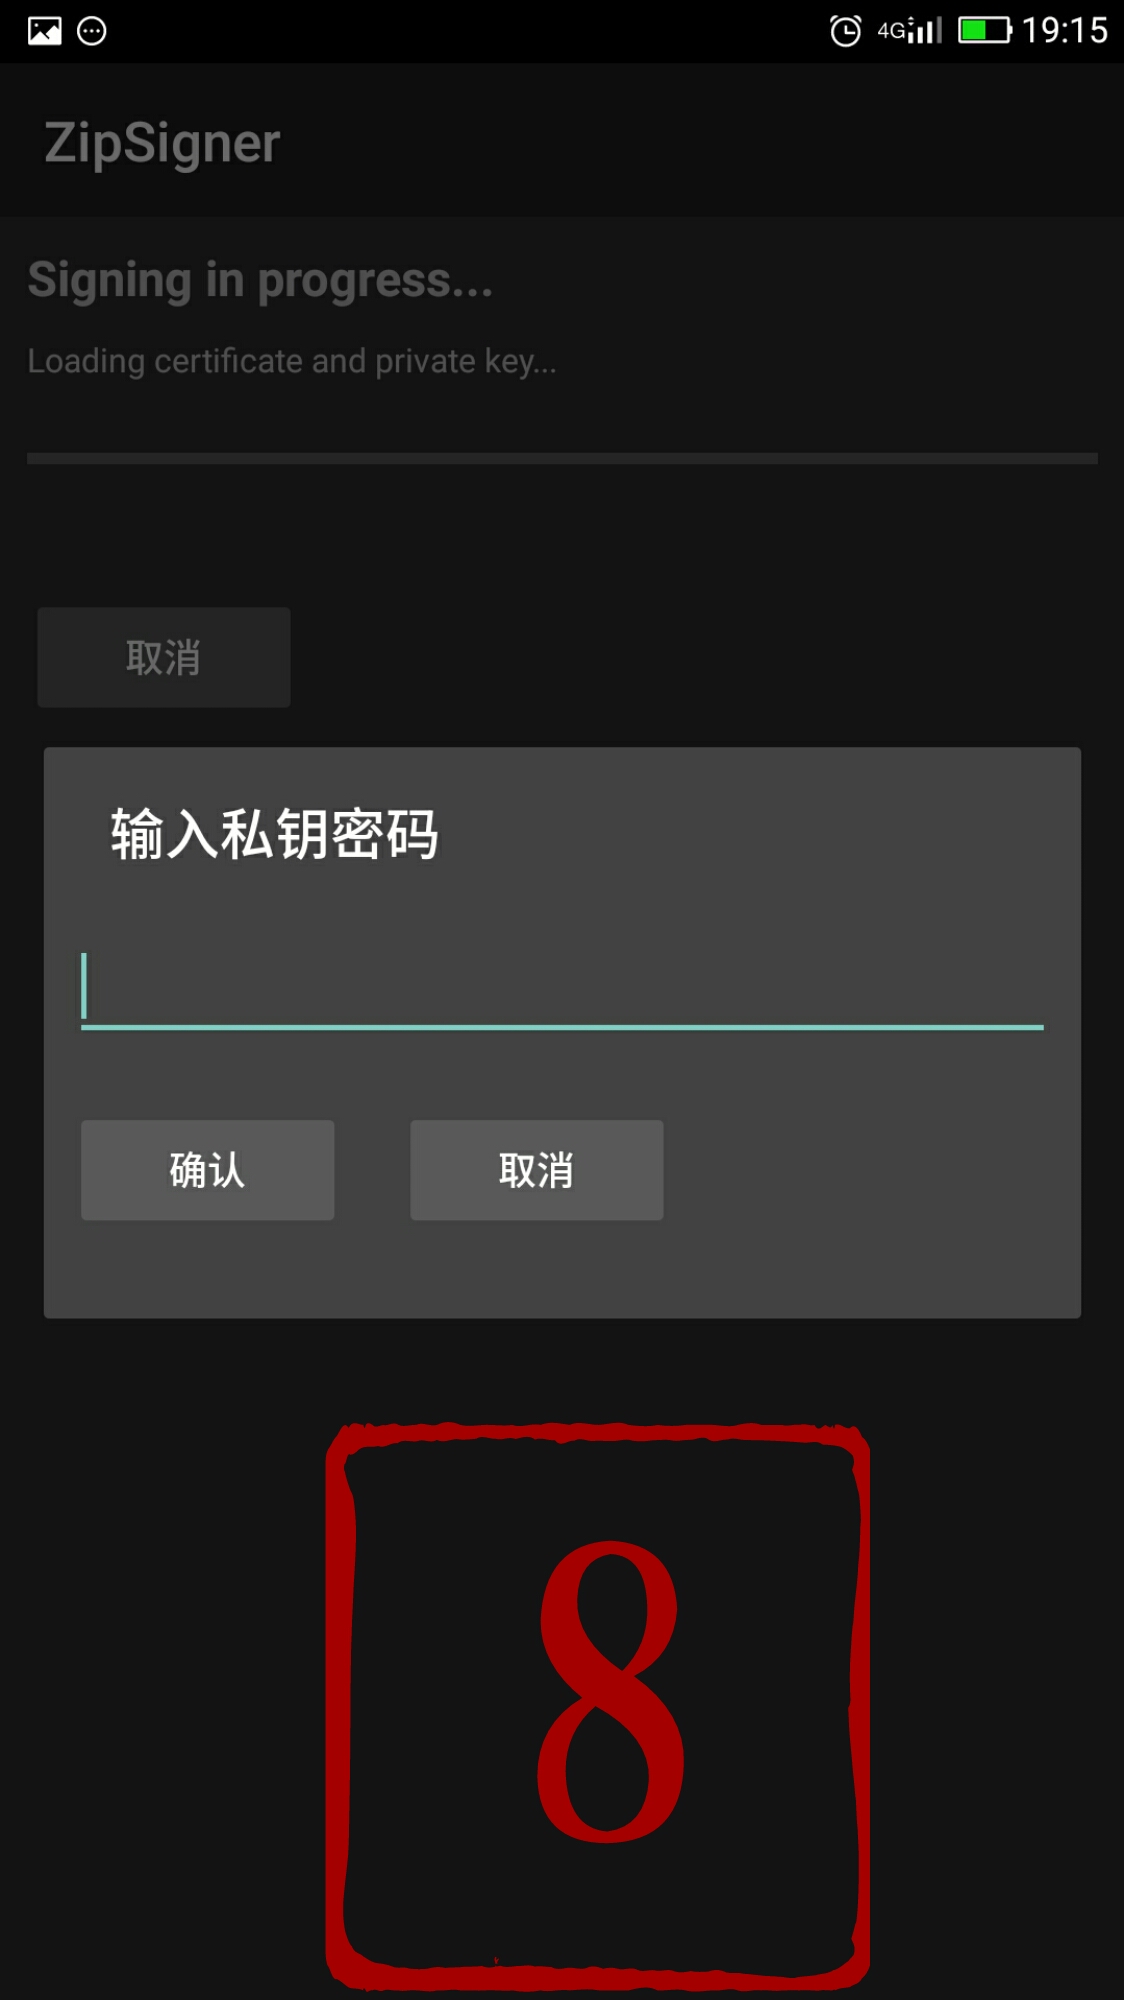 4G 19:15
ZipSigner
Signing in progress...
Loading certificate and private key...
取消
输入私钥密码
确认 取消
8